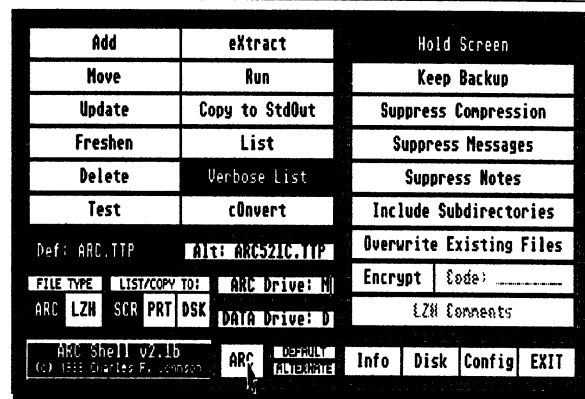 Add eXtract
Move Run
Update Copy to StdOut
Freshen List
Delete Verbose List
Test cOnvert
Def: ARC.TTP Alt: ARC521C.TTP
FILE TYPE LIST/COPY TO: ARC Drive: M
ARC LZH SCR PRT DSK DATA Drive: D
Hold Screen
Keep Backup
Suppress Compression
Suppress Messages
Suppress Notes
Include Subdirectories
Overwrite Existing Files
Encrypt Code:
LZH Comments
ARC Shell v2.1b
(c) 1988 Charles F. Johnson
ARC DEFAULT
ALTERNATE
Info Disk Config EXIT